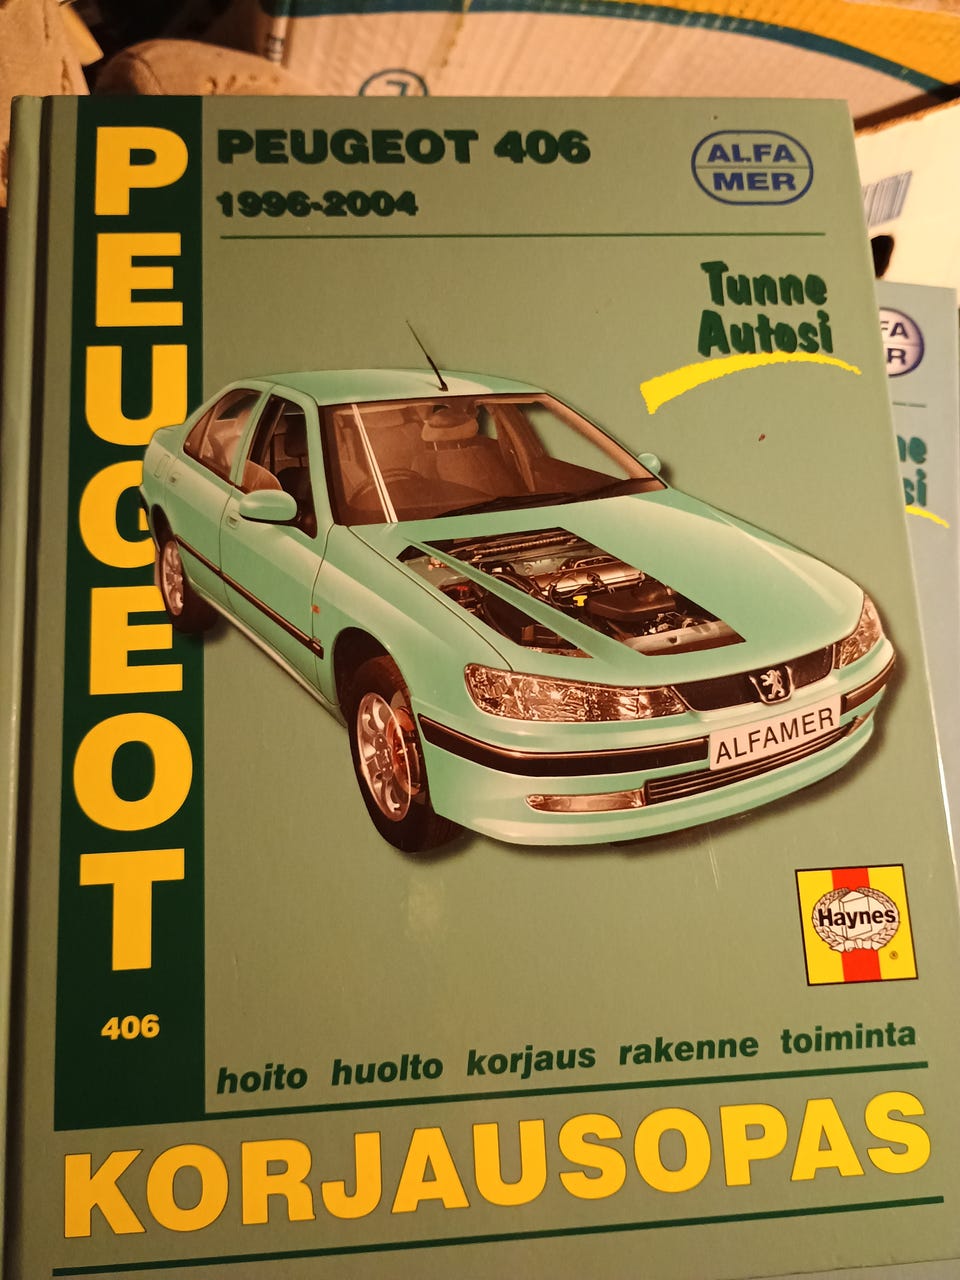 PEUGEOT
406
PEUGEOT 406
1996-2004
ALFA
MER
Tunne
Autosi
ALFAMER
Haynes
®
hoito huolto korjaus rakenne toiminta
KORJAUSOPAS